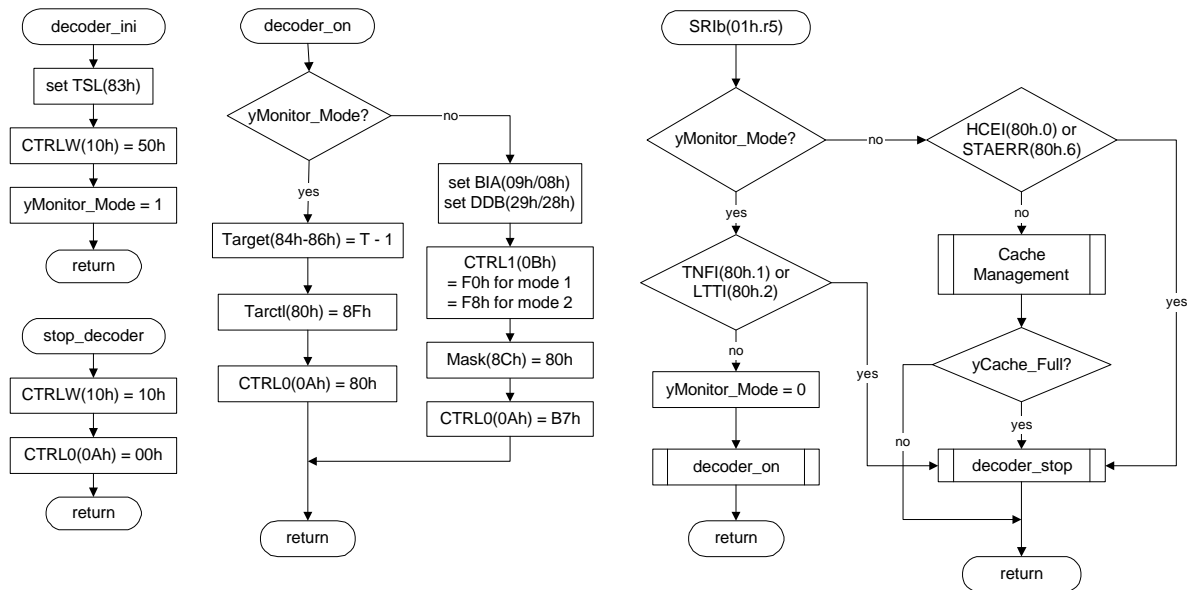 decoder_ini
set TSL(83h)
CTRLW(10h) = 50h
yMonitor_Mode = 1
return
stop_decoder
CTRLW(10h) = 10h
CTRL0(0Ah) = 00h
return
decoder_on
yMonitor_Mode?
no
yes
set BIA(09h/08h)
set DDB(29h/28h)
Target(84h-86h) = T - 1
CTRL1(0Bh)
= F0h for mode 1
= F8h for mode 2
Tarctl(80h) = 8Fh
Mask(8Ch) = 80h
CTRL0(0Ah) = 80h
CTRL0(0Ah) = B7h
return
SRIb(01h.r5)
yMonitor_Mode?
no
HCEI(80h.0) or
STAERR(80h.6)
yes
no
TNFI(80h.1) or
LTTI(80h.2)
Cache
Management
yes
no
yes
yCache_Full?
yMonitor_Mode = 0
yes
no
decoder_on
decoder_stop
return
return